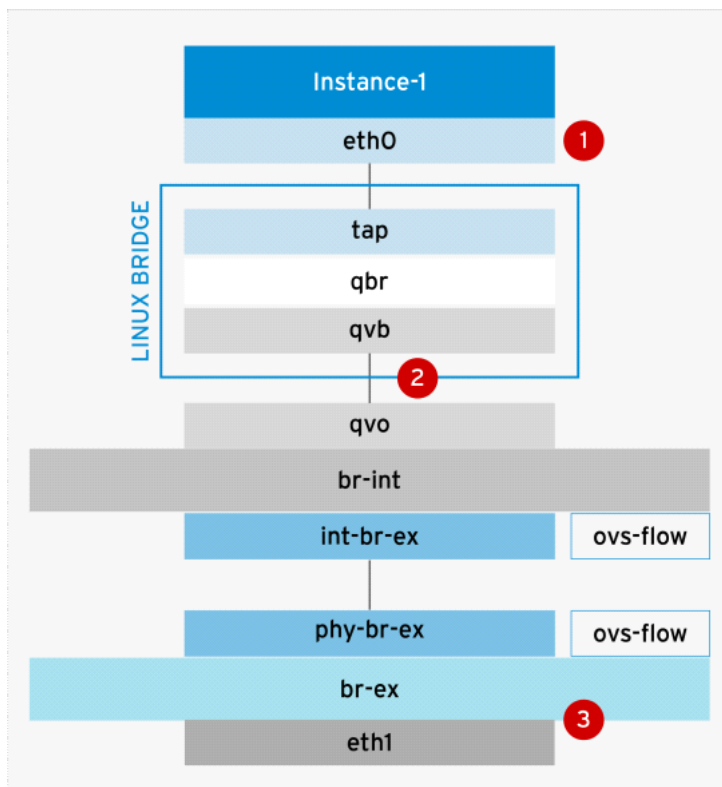 Instance-1
eth0
1
LINUX BRIDGE
tap
qbr
qvb
2
qvo
br-int
int-br-ex
ovs-flow
phy-br-ex
ovs-flow
br-ex
3
eth1